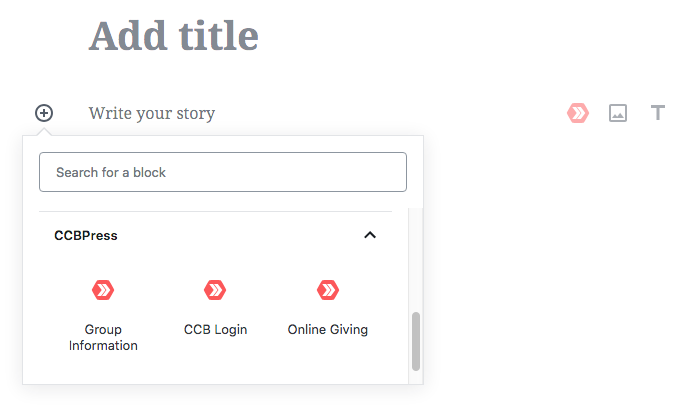 Add title
Write your story
Search for a block
CCBPress
Group
Information
CCB Login
Online Giving